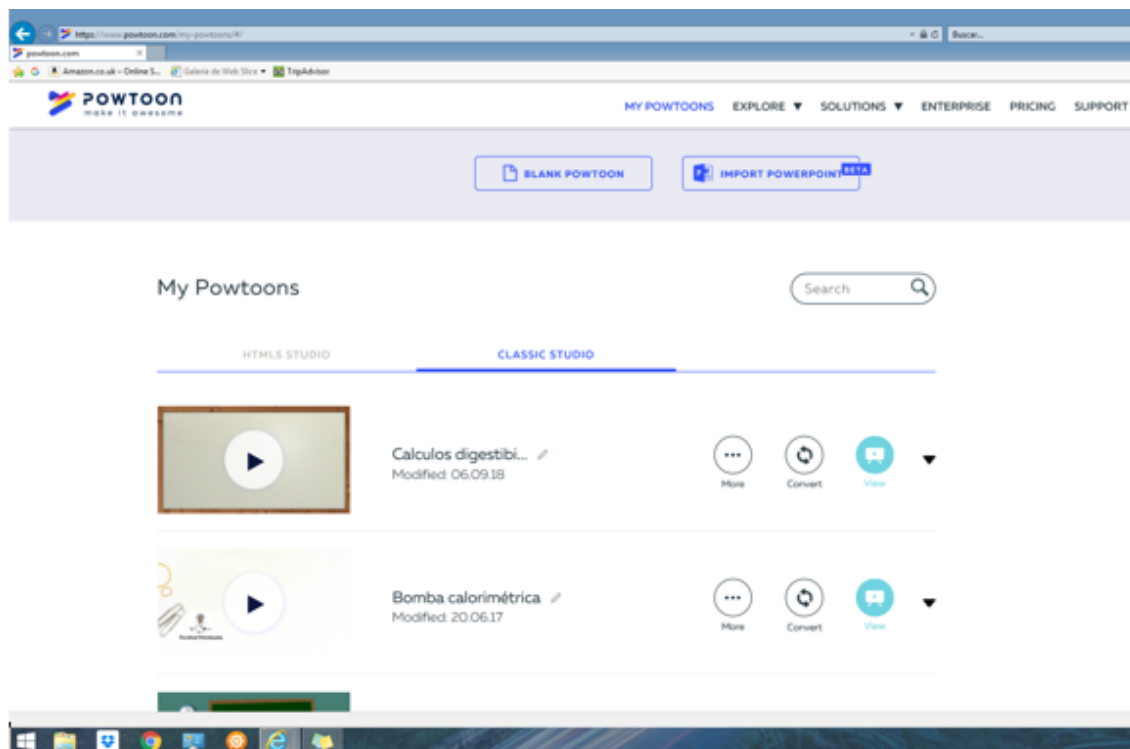 https://www.powtoon.com/my-powtoons/#/
Buscar...
powtoon.com
Amazon.co.uk – Online S...
Galería de Web Slice
TripAdvisor
POWTOON
make it awesome
MY POWTOONS EXPLORE ▼ SOLUTIONS ▼ ENTERPRISE PRICING SUPPORT
BLANK POWTOON
IMPORT POWERPOINT
BETA
My Powtoons
Search
HTML5 STUDIO
CLASSIC STUDIO
Calculos digestibi...
Modified: 06.09.18
More
Convert
View
Bomba calorimétrica
Modified: 20.06.17
More
Convert
View